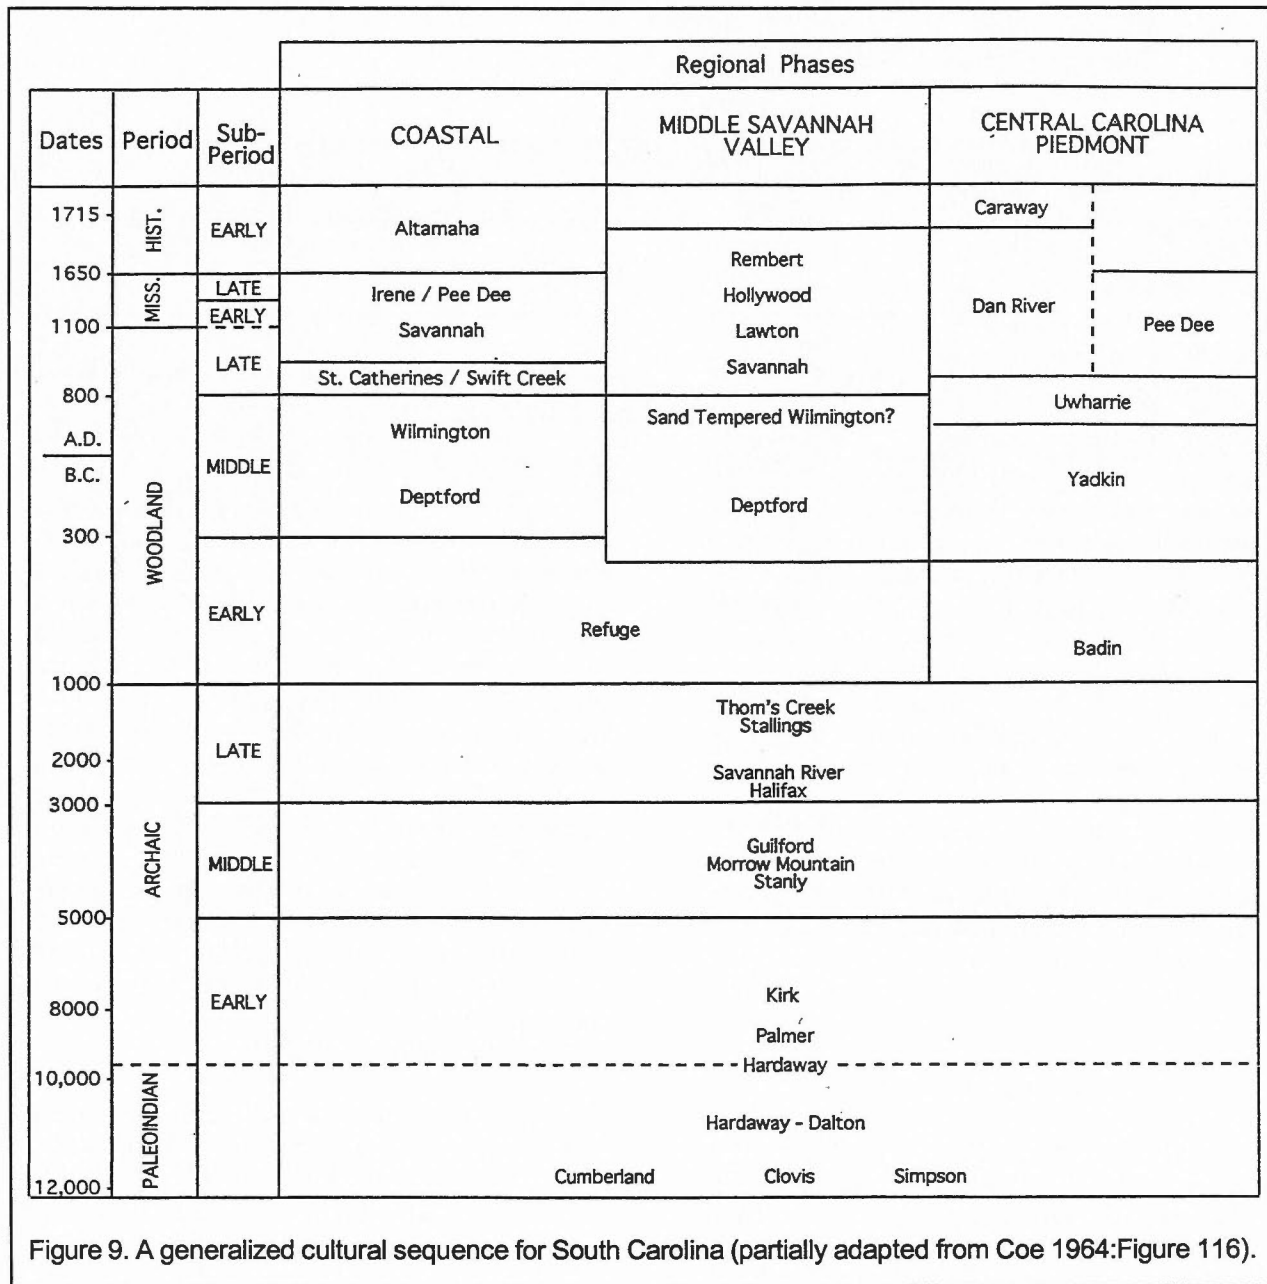 Regional Phases
Dates
Period
Sub-
Period
COASTAL
MIDDLE SAVANNAH
VALLEY
CENTRAL CAROLINA
PIEDMONT
1715
HIST.
EARLY
Altamaha
Caraway
1650
MISS.
LATE
EARLY
Irene / Pee Dee
Savannah
Rembert
Hollywood
Lawton
Savannah
Dan River
Pee Dee
1100
LATE
St. Catherines / Swift Creek
800
Uwharrie
A.D.
B.C.
WOODLAND
MIDDLE
Wilmington
Deptford
Sand Tempered Wilmington?
Deptford
Yadkin
300
EARLY
Refuge
Badin
1000
ARCHAIC
LATE
Thom's Creek
Stallings
2000
Savannah River
Halifax
3000
MIDDLE
Guilford
Morrow Mountain
Stanly
5000
EARLY
Kirk
8000
Palmer
Hardaway
10,000
PALEOINDIAN
Hardaway - Dalton
Cumberland Clovis Simpson
12,000
Figure 9. A generalized cultural sequence for South Carolina (partially adapted from Coe 1964:Figure 116).